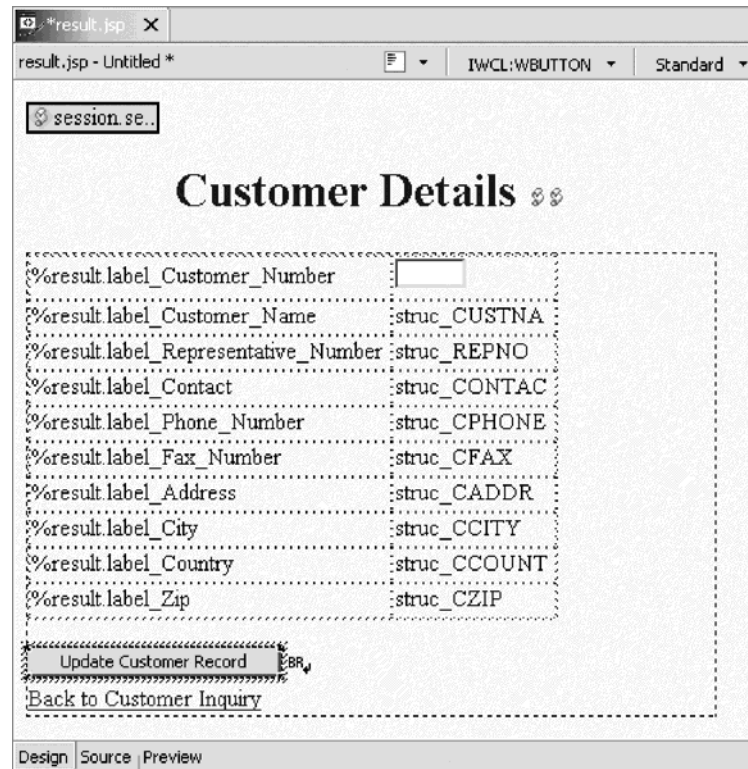 *result.jsp X
result.jsp - Untitled * IWCL:WBUTTON Standard
session.se..
Customer Details
%result.label_Customer_Number
%result.label_Customer_Name struc_CUSTNA
%result.label_Representative_Number struc_REPNO
%result.label_Contact struc_CONTAC
%result.label_Phone_Number struc_CPHONE
%result.label_Fax_Number struc_CFAX
%result.label_Address struc_CADDR
%result.label_City struc_CCITY
%result.label_Country struc_CCOUNT
%result.label_Zip struc_CZIP
Update Customer Record BR
Back to Customer Inquiry
Design Source Preview